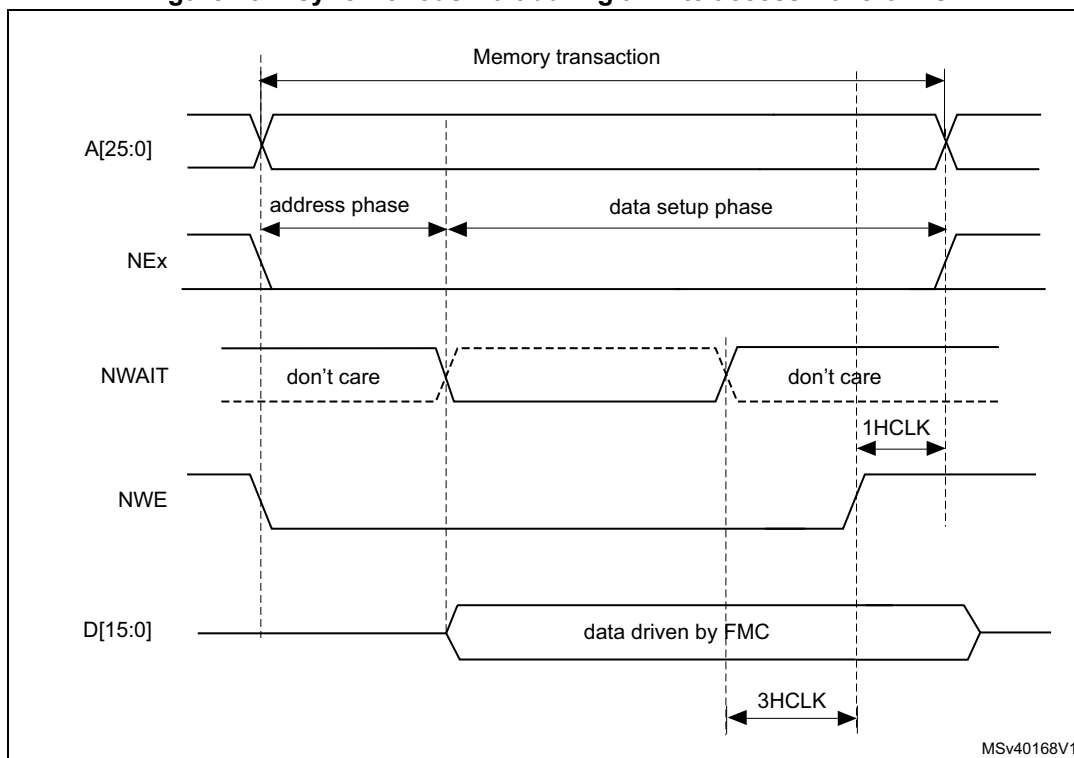 Memory transaction
A[25:0]
address phase
data setup phase
NEx
NWAIT
don't care
don't care
1HCLK
NWE
D[15:0]
data driven by FMC
3HCLK
MSv40168V1